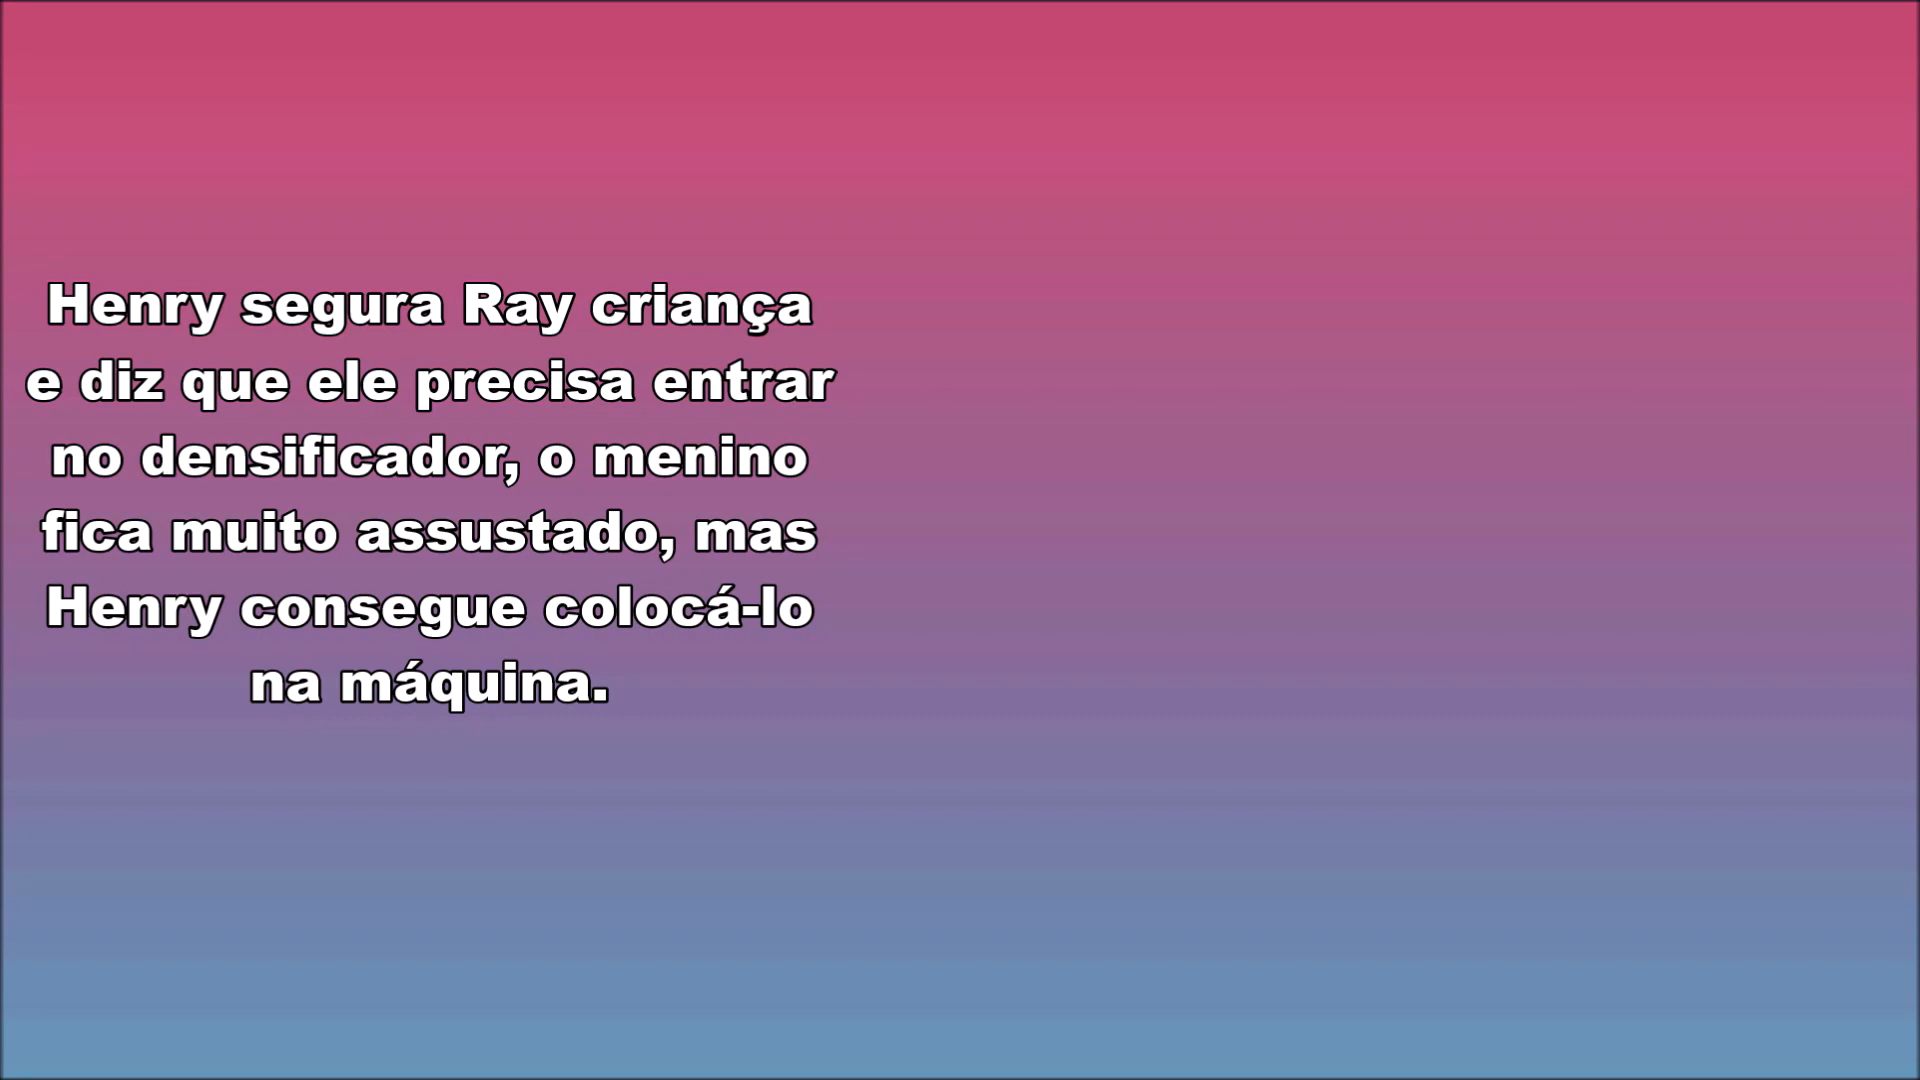 Henry segura Ray criança
e diz que ele precisa entrar
no densificador, o menino
fica muito assustado, mas
Henry consegue colocá-lo
na máquina.